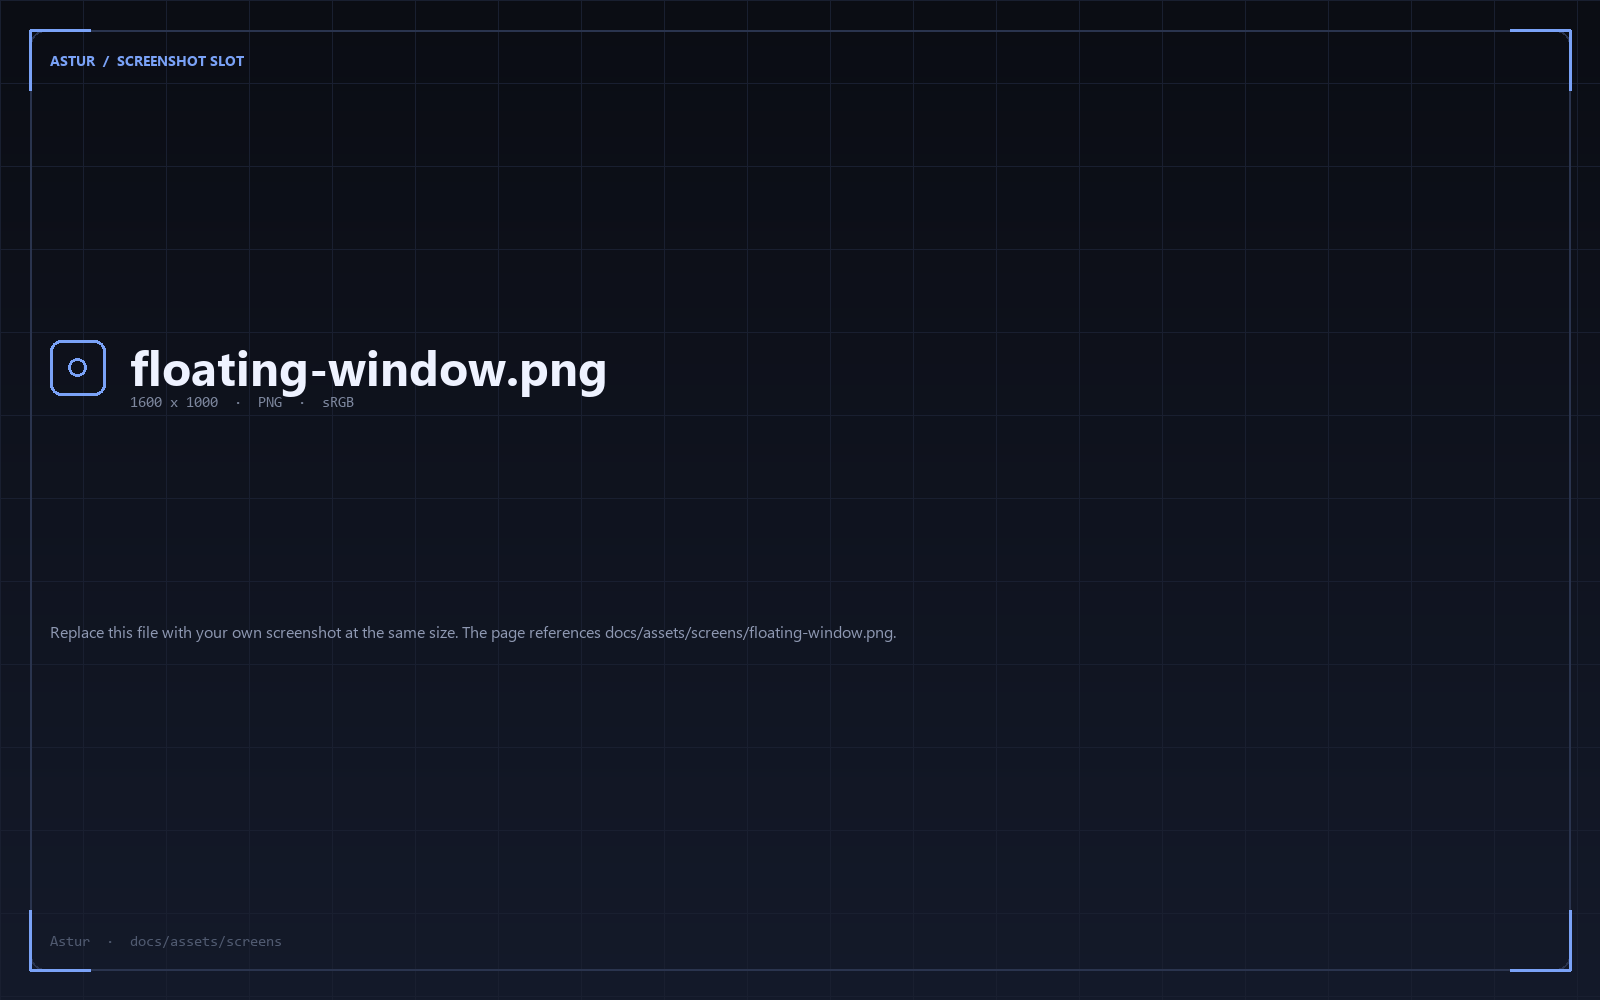 ASTUR / SCREENSHOT SLOT
floating-window.png
1600 x 1000 · PNG · sRGB
Replace this file with your own screenshot at the same size. The page references docs/assets/screens/floating-window.png.
Astur · docs/assets/screens